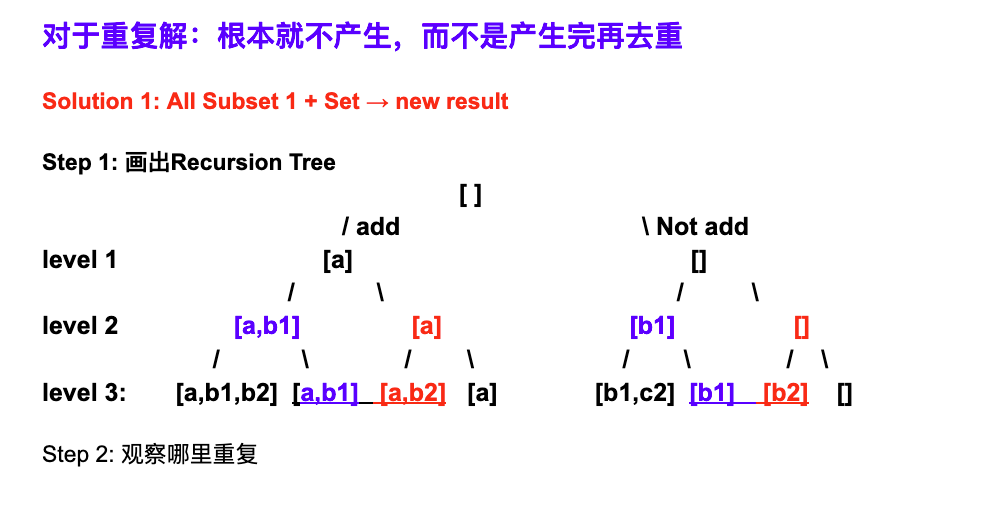 对于重复解：根本就不产生，而不是产生完再去重
Solution 1: All Subset 1 + Set → new result
Step 1: 画出Recursion Tree
[ ]
/ add \ Not add
level 1 [a] []
/ \ / \
level 2 [a,b1] [a] [b1] []
/ \ / \ / \ / \
level 3: [a,b1,b2] [a,b1] [a,b2] [a] [b1,c2] [b1] [b2] []
Step 2: 观察哪里重复